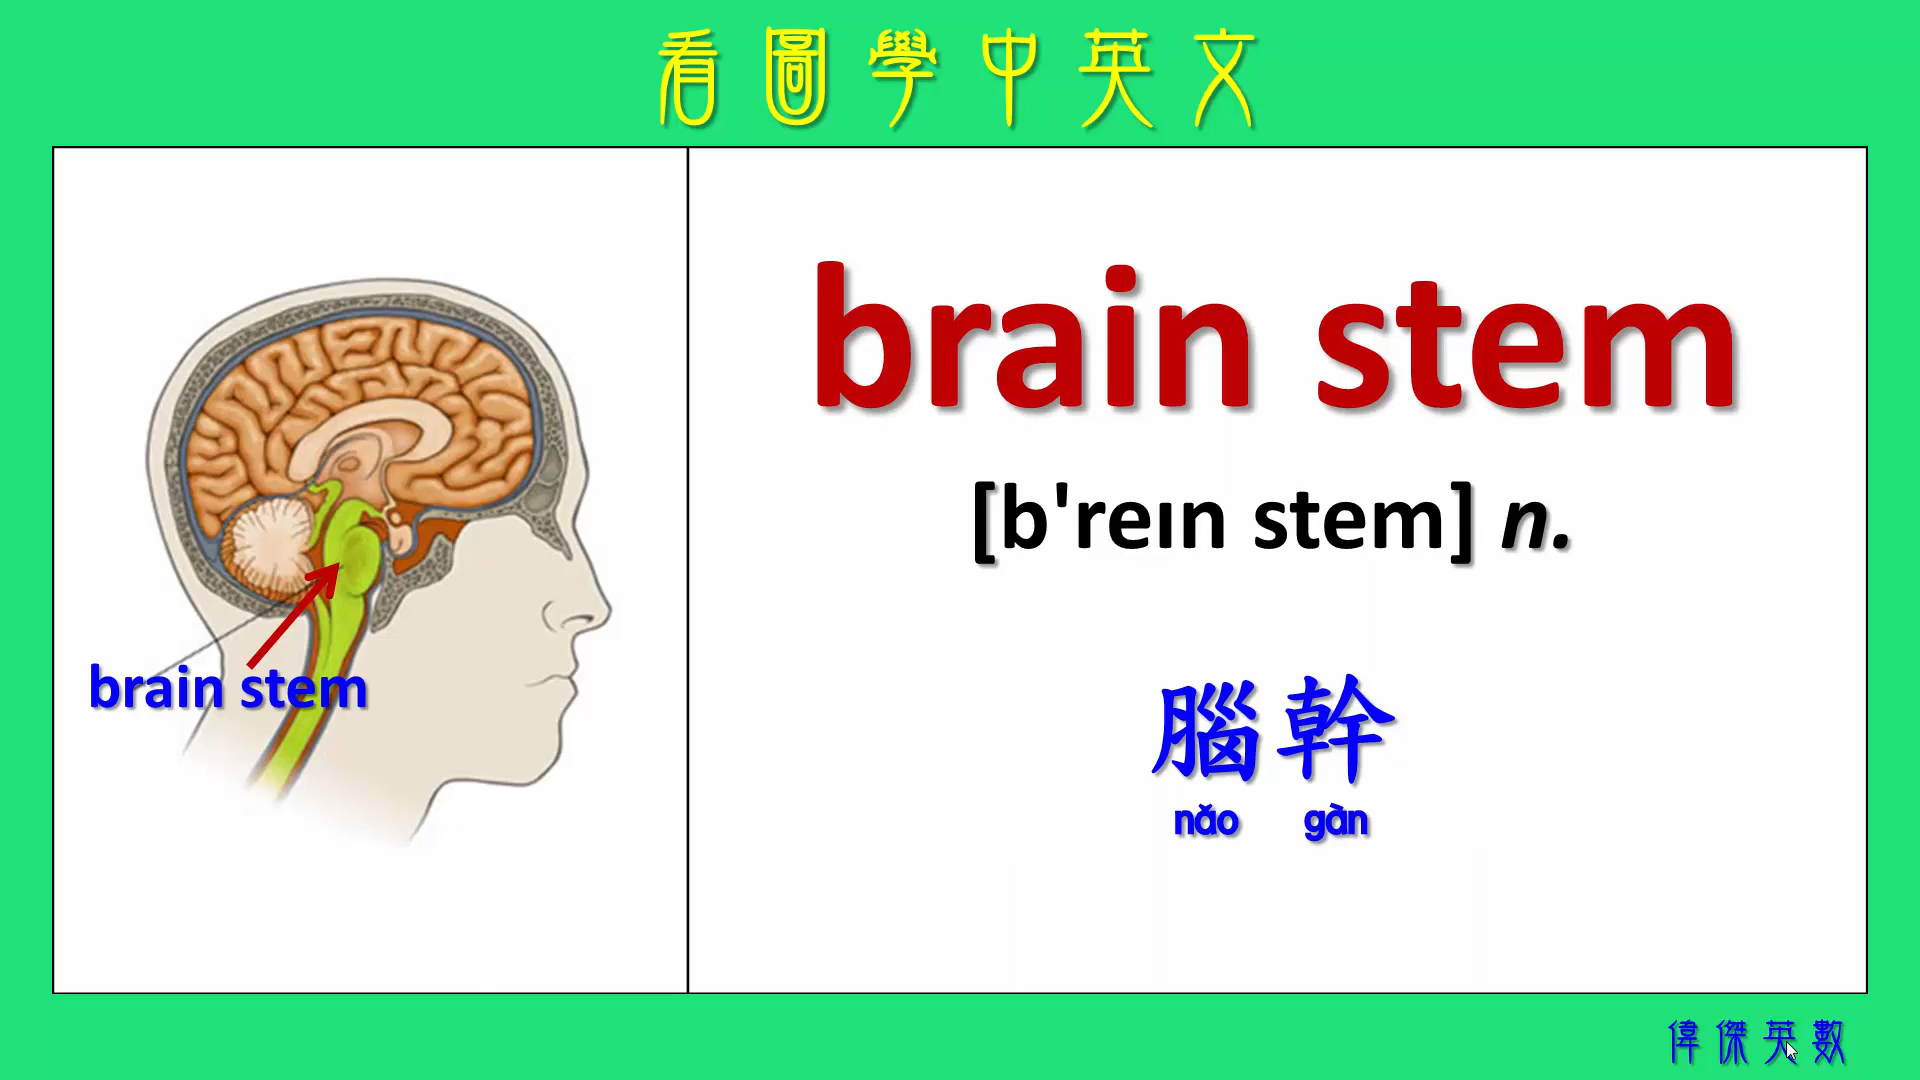 看圖學中英文
brain stem
brain stem
[b'reɪn stem] n.
腦幹
nǎo gàn
偉傑英數